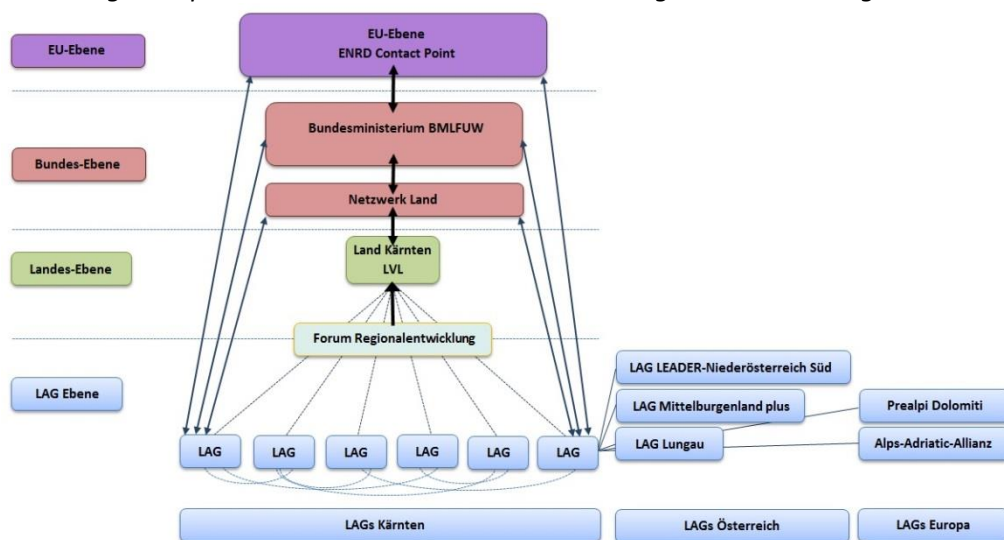 EU-Ebene
EU-Ebene
ENRD Contact Point
Bundesministerium BMLFUW
Bundes-Ebene
Netzwerk Land
Land Kärnten
LVL
Landes-Ebene
Forum Regionalentwicklung
LAG LEADER-Niederösterreich Süd
LAG Ebene
LAG Mittelburgenland plus
Prealpi Dolomiti
LAG
LAG
LAG
LAG
LAG
LAG
LAG Lungau
Alps-Adriatic-Allianz
LAGs Kärnten
LAGs Österreich
LAGs Europa